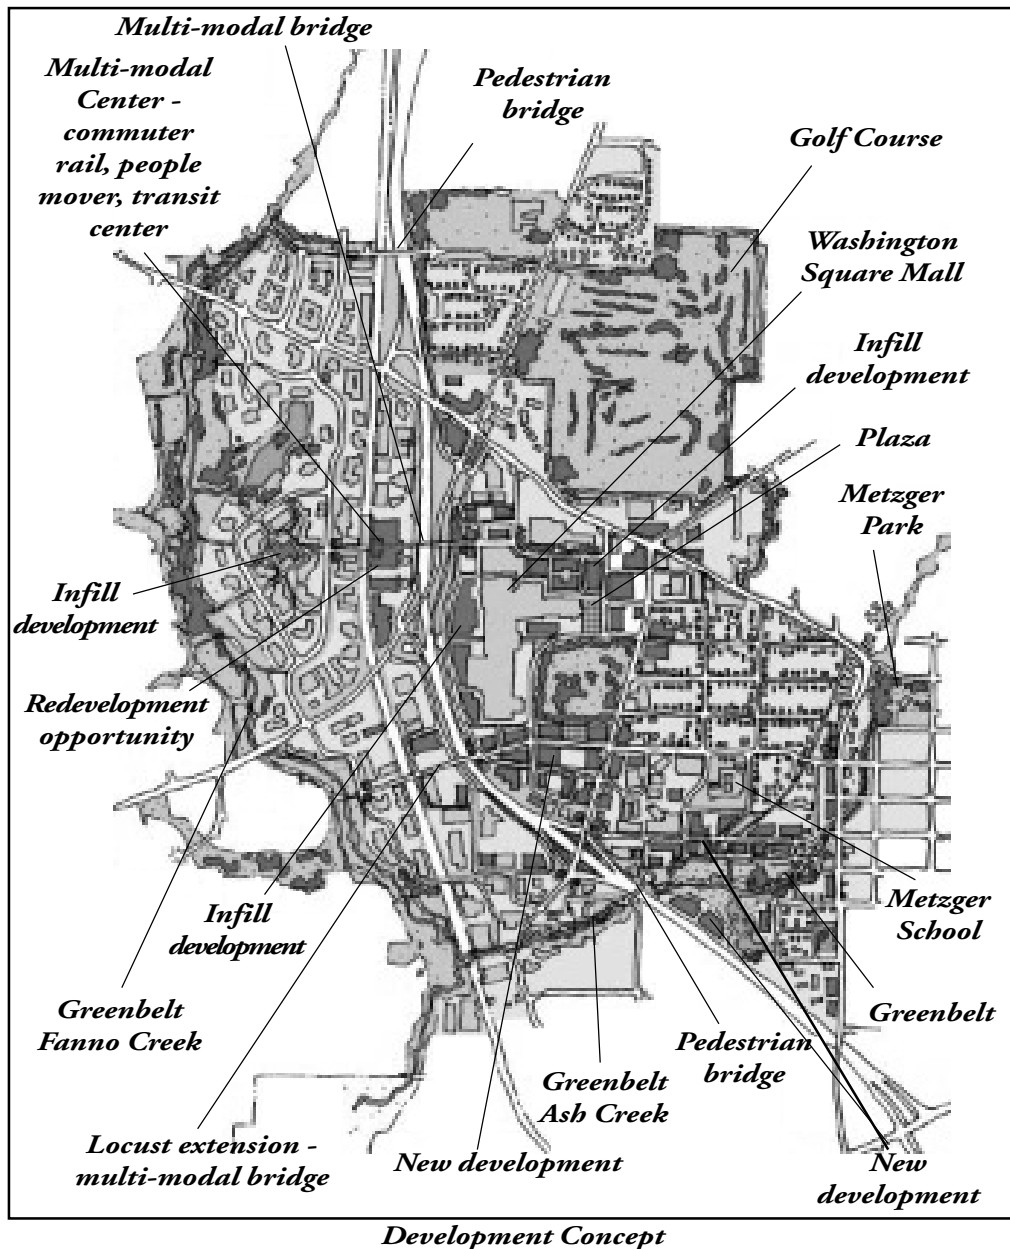 Multi-modal bridge
Multi-modal
Center -
commuter
rail, people
mover, transit
center
Pedestrian
bridge
Golf Course
Washington
Square Mall
Infill
development
Plaza
Metzger
Park
Infill
development
Redevelopment
opportunity
Infill
development
Metzger
School
Greenbelt
Fanno Creek
Greenbelt
Pedestrian
bridge
Greenbelt
Ash Creek
Locust extension -
multi-modal bridge
New development
New
development
Development Concept